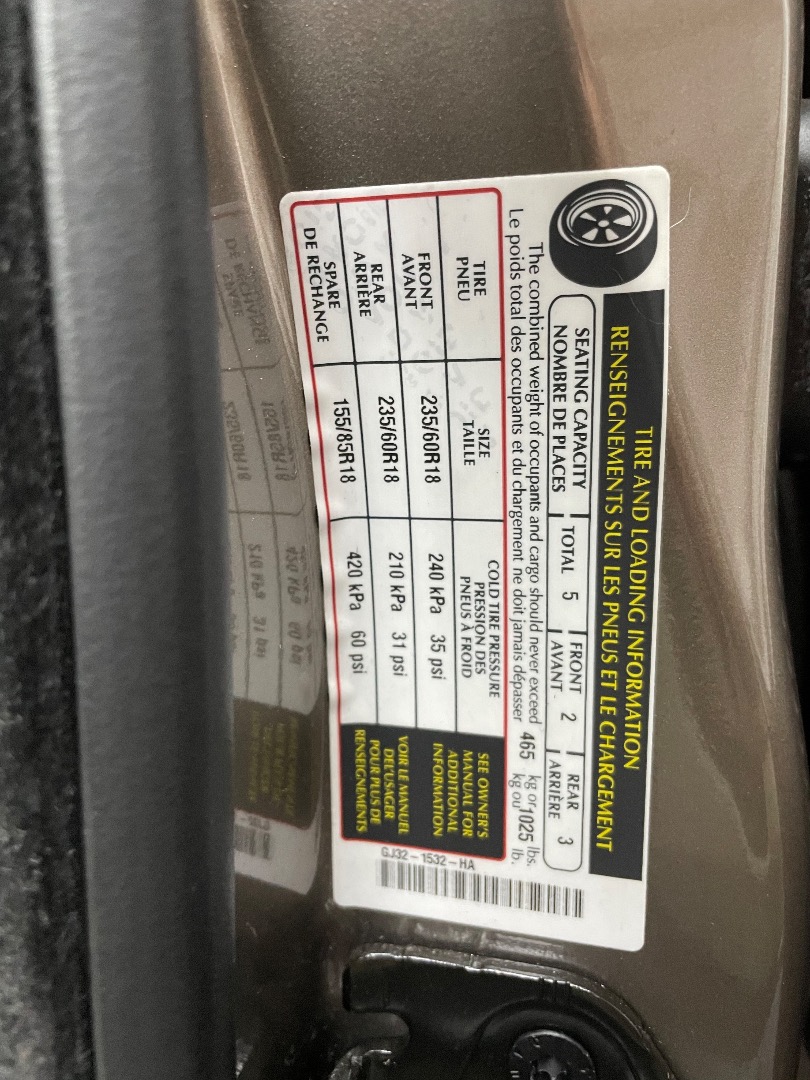 TIRE AND LOADING INFORMATION
RENSEIGNEMENTS SUR LES PNEUS ET LE CHARGEMENT
SEATING CAPACITY
NOMBRE DE PLACES
TOTAL 5
FRONT
AVANT 2
REAR
ARRIÈRE 3
The combined weight of occupants and cargo should never exceed 465 kg or 1025 lbs.
Le poids total des occupants et du chargement ne doit jamais dépasser kg ou lb.
TIRE
PNEU
SIZE
TAILLE
COLD TIRE PRESSURE
PRESSION DES
PNEUS À FROID
FRONT
AVANT
235/60R18
240 kPa 35 psi
REAR
ARRIÈRE
235/60R18
210 kPa 31 psi
SPARE
DE RECHANGE
155/85R18
420 kPa 60 psi
SEE OWNER'S
MANUAL FOR
ADDITIONAL
INFORMATION
VOIR LE MANUEL
DE L'USAGER
POUR PLUS DE
RENSEIGNEMENTS
GJ32-1532-HA